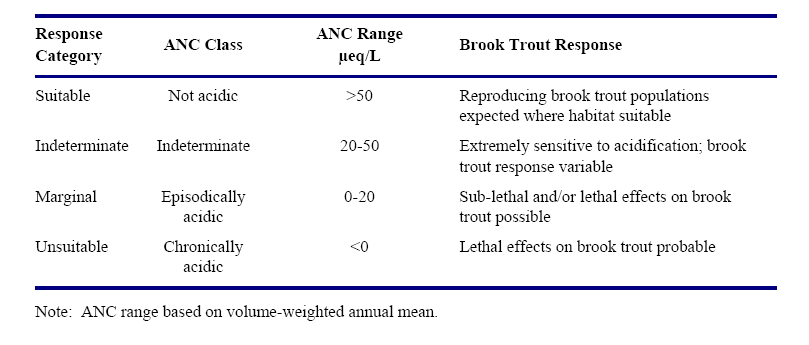 Response Category ANC Class ANC Range µeq/L Brook Trout Response
Suitable Not acidic >50 Reproducing brook trout populations expected where habitat suitable
Indeterminate Indeterminate 20-50 Extremely sensitive to acidification; brook trout response variable
Marginal Episodically acidic 0-20 Sub-lethal and/or lethal effects on brook trout possible
Unsuitable Chronically acidic <0 Lethal effects on brook trout probable
Note: ANC range based on volume-weighted annual mean.